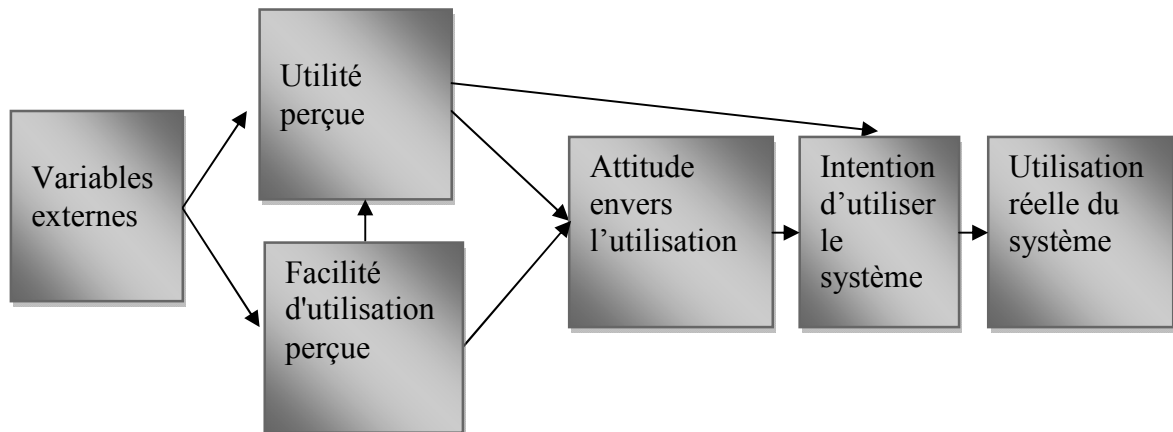 Variables
externes
Utilité
perçue
Facilité
d'utilisation
perçue
Attitude
envers
l’utilisation
Intention
d’utiliser
le
système
Utilisation
réelle du
système